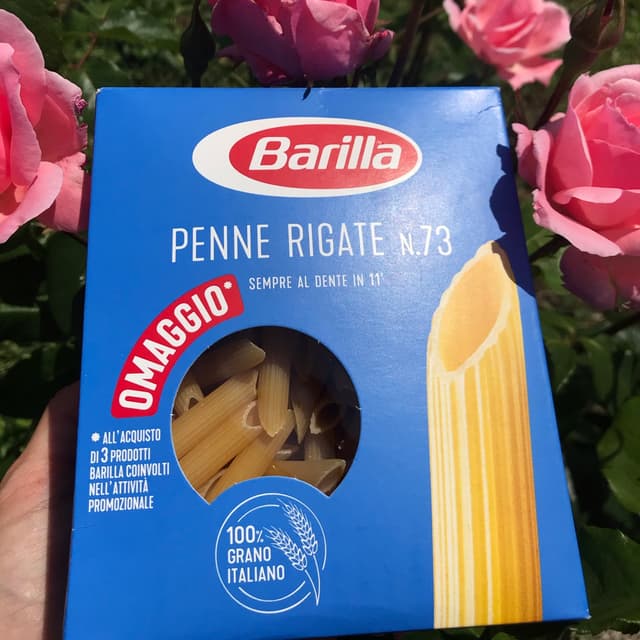 Barilla
PENNE RIGATE N.73
SEMPRE AL DENTE IN 11'
OMAGGIO*
* ALL'ACQUISTO
DI 3 PRODOTTI
BARILLA COINVOLTI
NELL'ATTIVITÀ
PROMOZIONALE
100%
GRANO
ITALIANO